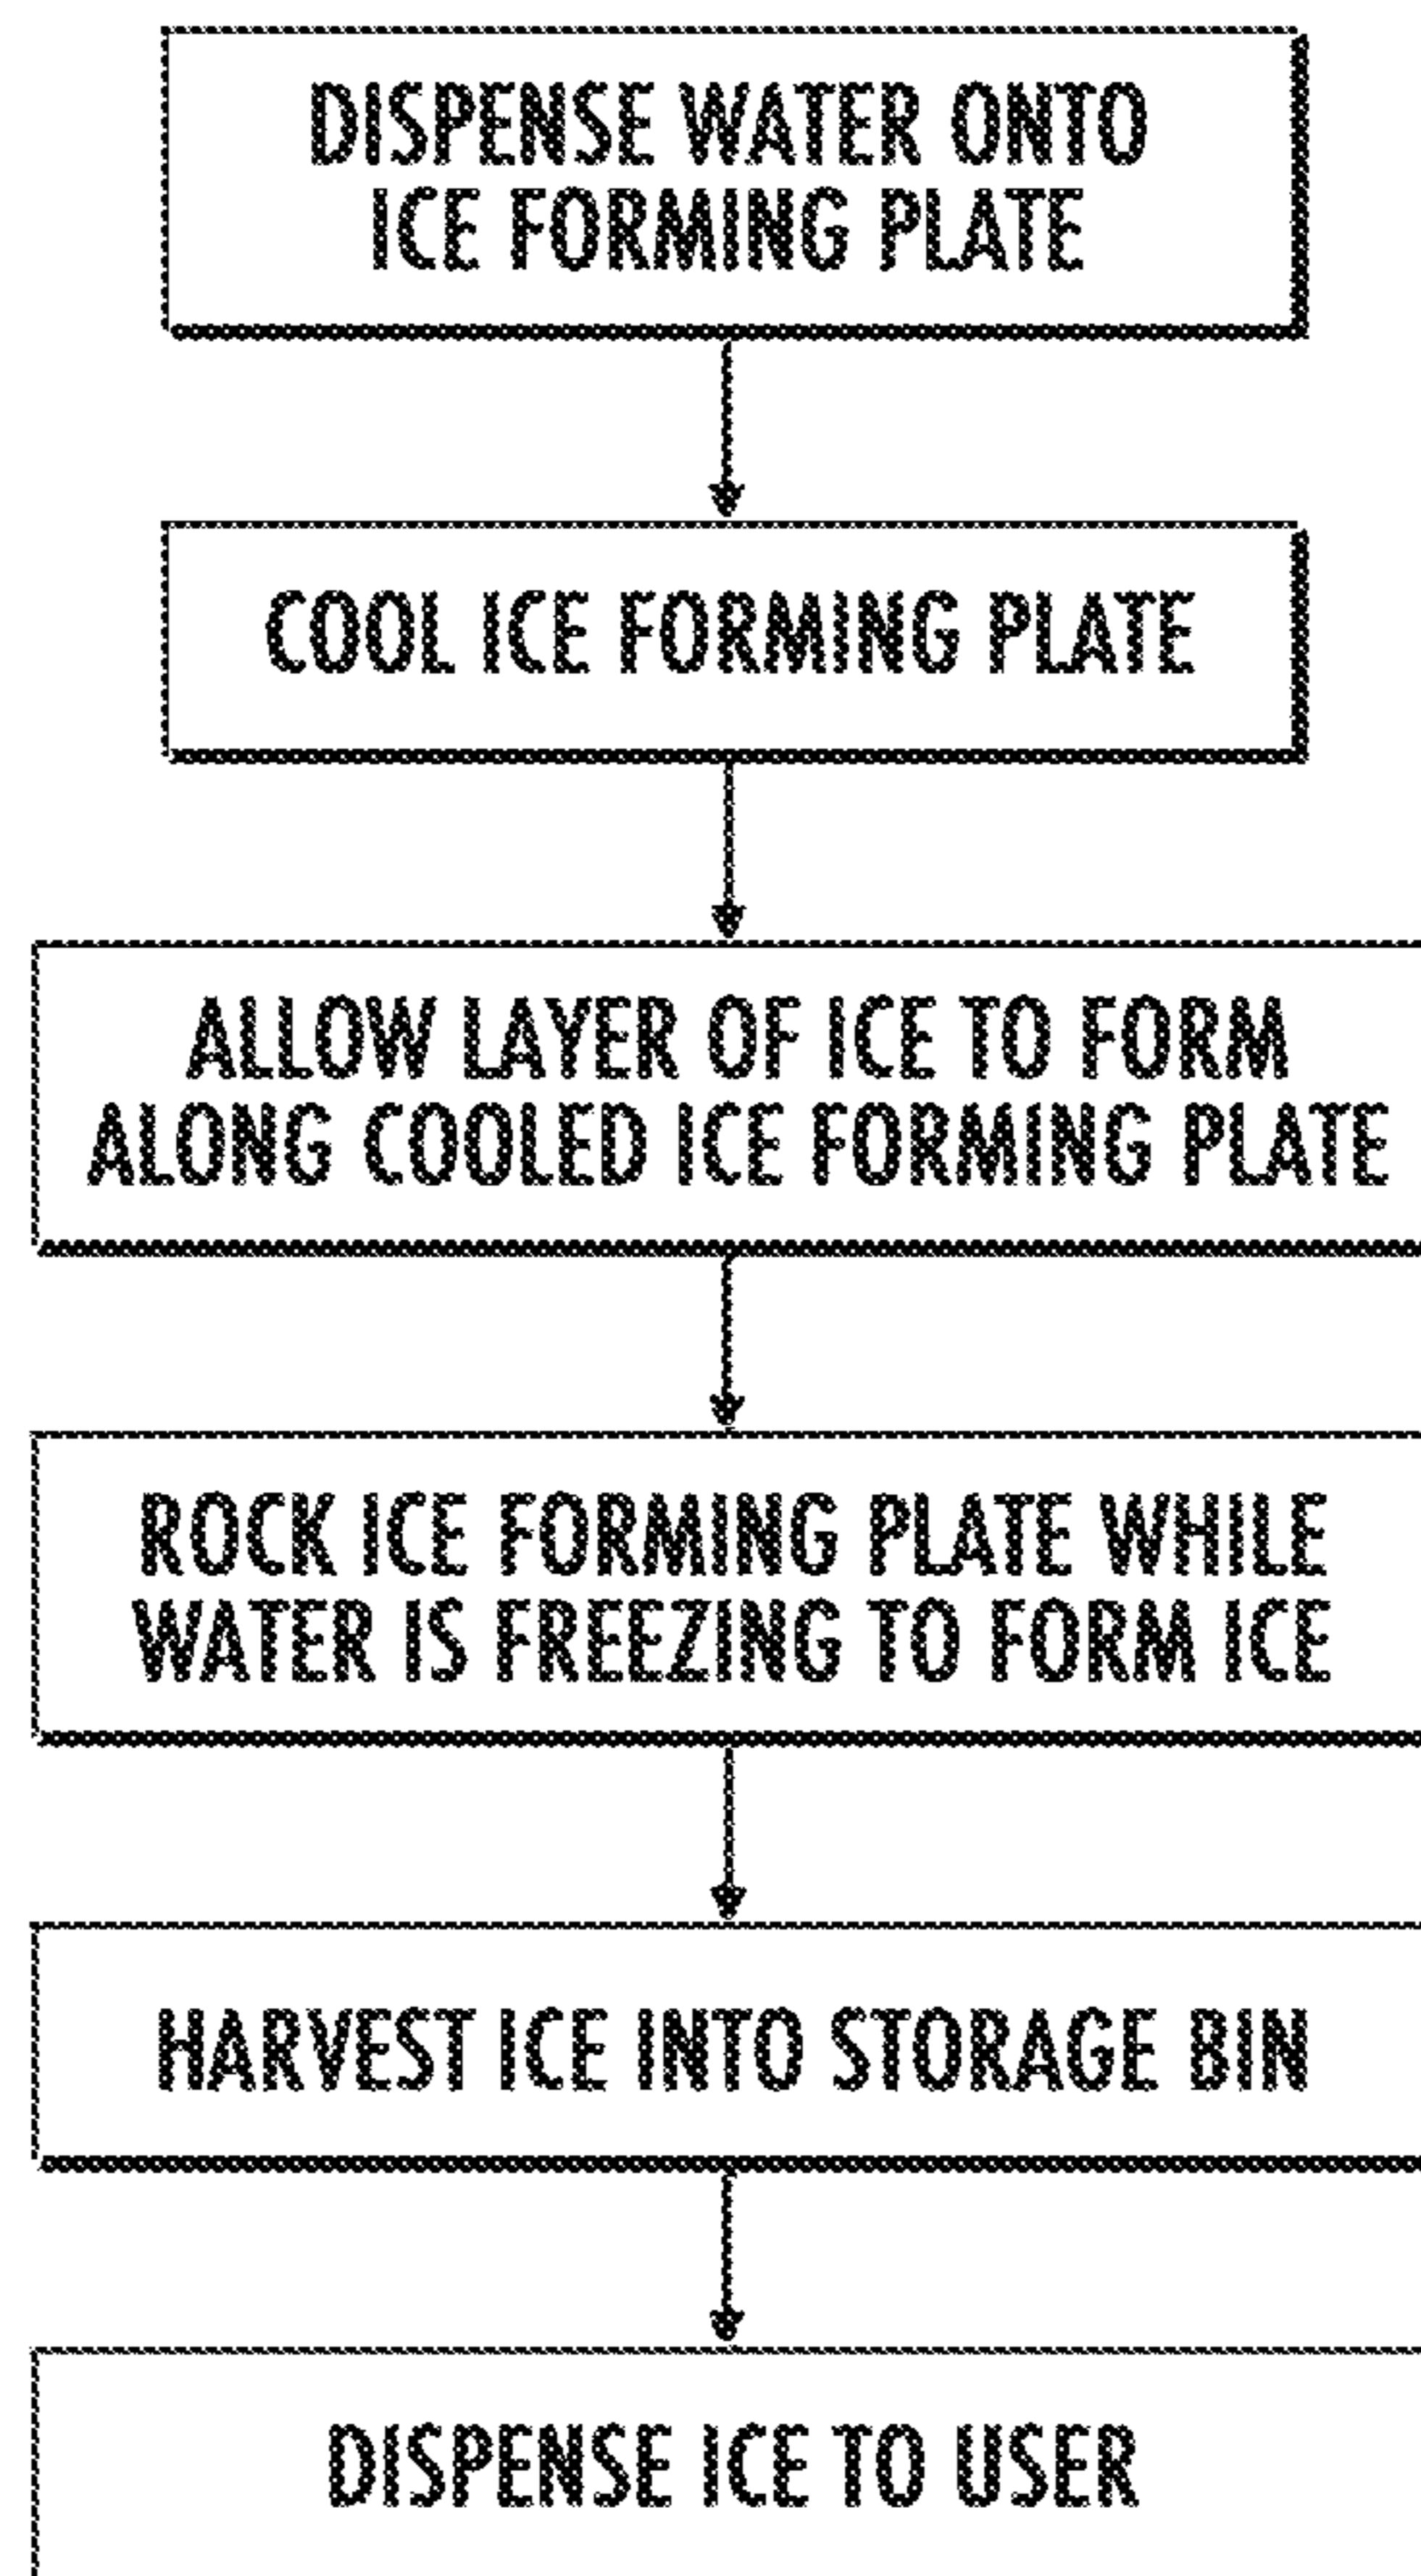 DISPENSE WATER ONTO
ICE FORMING PLATE
COOL ICE FORMING PLATE
ALLOW LAYER OF ICE TO FORM
ALONG COOLED ICE FORMING PLATE
ROCK ICE FORMING PLATE WHILE
WATER IS FREEZING TO FORM ICE
HARVEST ICE INTO STORAGE BIN
DISPENSE ICE TO USER